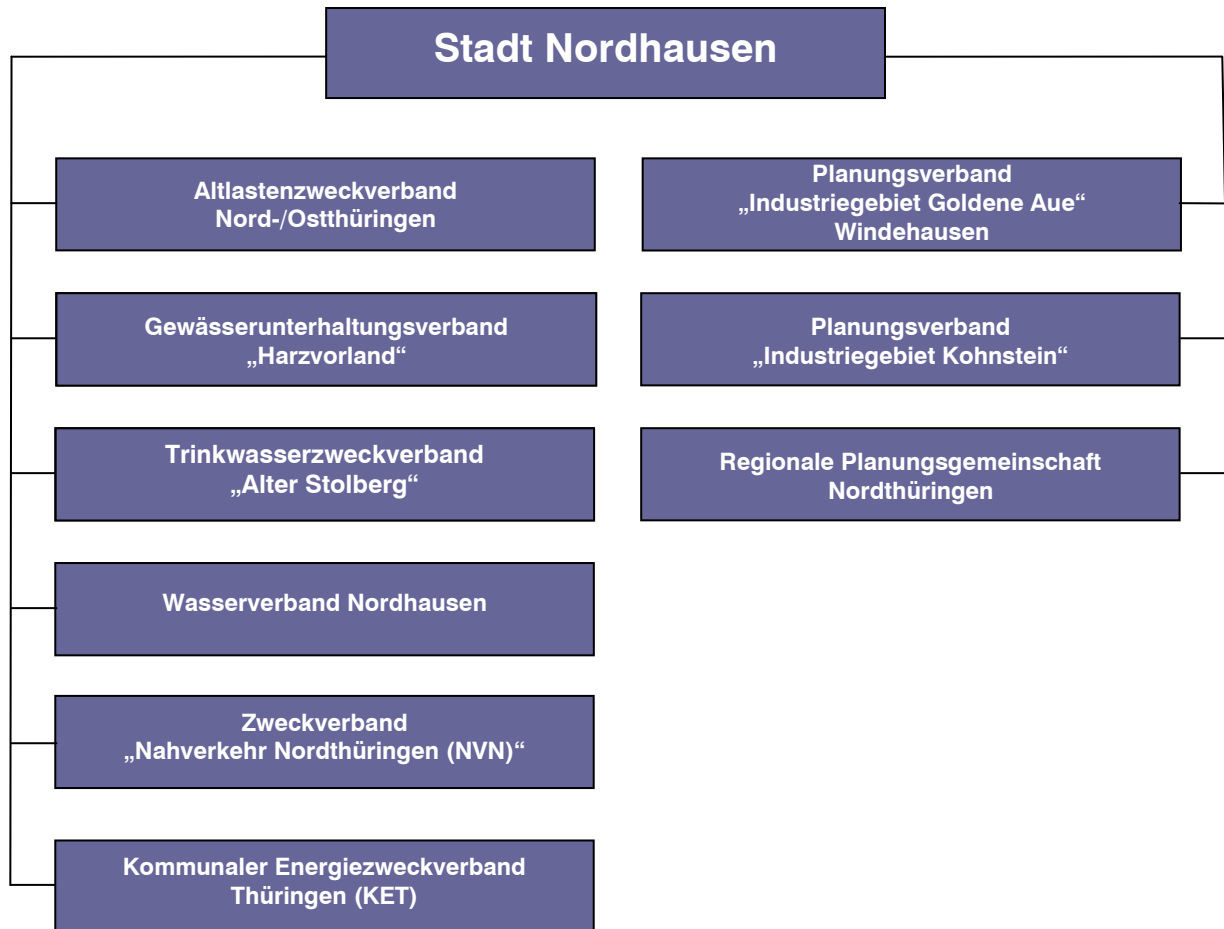 Stadt Nordhausen
Altlastenzweckverband
Nord-/Ostthüringen
Gewässerunterhaltungsverband
„Harzvorland“
Trinkwasserzweckverband
„Alter Stolberg“
Wasserverband Nordhausen
Zweckverband
„Nahverkehr Nordthüringen (NVN)“
Kommunaler Energiezweckverband
Thüringen (KET)
Planungsverband
„Industriegebiet Goldene Aue“
Windehausen
Planungsverband
„Industriegebiet Kohnstein“
Regionale Planungsgemeinschaft
Nordthüringen